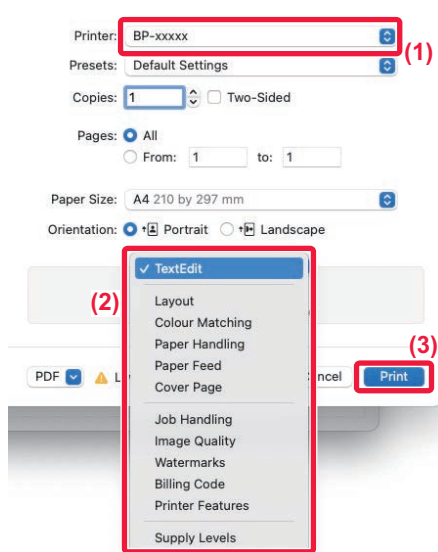 Printer: BP-xxxxx
(1)
Presets: Default Settings
Copies: 1 Two-Sided
Pages: All
From: 1 to: 1
Paper Size: A4 210 by 297 mm
Orientation: Portrait Landscape
✓ TextEdit
(2)
Layout
Colour Matching
Paper Handling
(3)
Paper Feed
PDF Print
Cover Page
Job Handling
Image Quality
Watermarks
Billing Code
Printer Features
Supply Levels